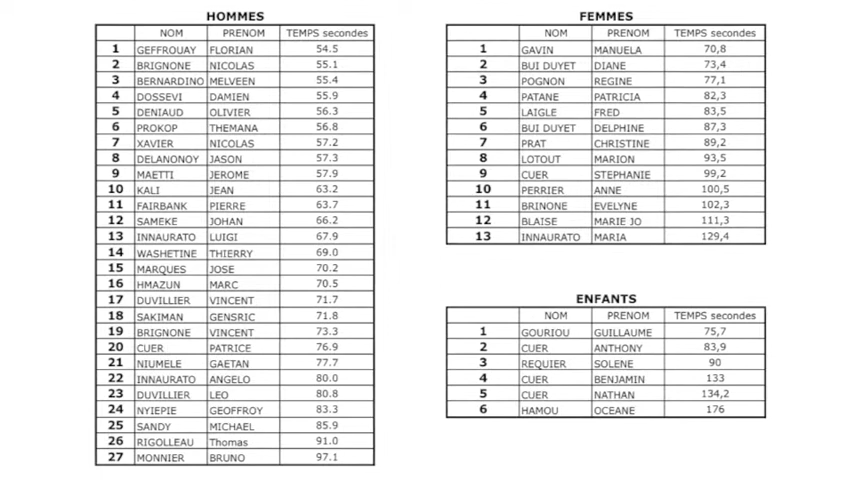 HOMMES
NOM PRENOM TEMPS secondes
1 GEFFROUAY FLORIAN 54.5
2 BRIGNONE NICOLAS 55.1
3 BERNARDINO MELVEEN 55.4
4 DOSSEVI DAMIEN 55.9
5 DENIAUD OLIVIER 56.3
6 PROKOP THEMANA 56.8
7 XAVIER NICOLAS 57.2
8 DELANONOY JASON 57.3
9 MAETTI JEROME 57.9
10 KALI JEAN 63.2
11 FAIRBANK PIERRE 63.7
12 SAMEKE JOHAN 66.2
13 INNAURATO LUIGI 67.9
14 WASHETINE THIERRY 69.0
15 MARQUES JOSE 70.2
16 HMAZUN MARC 70.5
17 DUVILLIER VINCENT 71.7
18 SAKIMAN GENSRIC 71.8
19 BRIGNONE VINCENT 73.3
20 CUER PATRICE 76.9
21 NIUMELE GAETAN 77.7
22 INNAURATO ANGELO 80.0
23 DUVILLIER LEO 80.8
24 NYIEPIE GEOFFROY 83.3
25 SANDY MICHAEL 85.9
26 RIGOLLEAU Thomas 91.0
27 MONNIER BRUNO 97.1
FEMMES
NOM PRENOM TEMPS secondes
1 GAVIN MANUELA 70,8
2 BUI DUYET DIANE 73,4
3 POGNON REGINE 77,1
4 PATANE PATRICIA 82,3
5 LAIGLE FRED 83,5
6 BUI DUYET DELPHINE 87,3
7 PRAT CHRISTINE 89,2
8 LOTOUT MARION 93,5
9 CUER STEPHANIE 99,2
10 PERRIER ANNE 100,5
11 BRINONE EVELYNE 102,3
12 BLAISE MARIE JO 111,3
13 INNAURATO MARIA 129,4
ENFANTS
NOM PRENOM TEMPS secondes
1 GOURIOU GUILLAUME 75,7
2 CUER ANTHONY 83,9
3 REQUIER SOLENE 90
4 CUER BENJAMIN 133
5 CUER NATHAN 134,2
6 HAMOU OCEANE 176